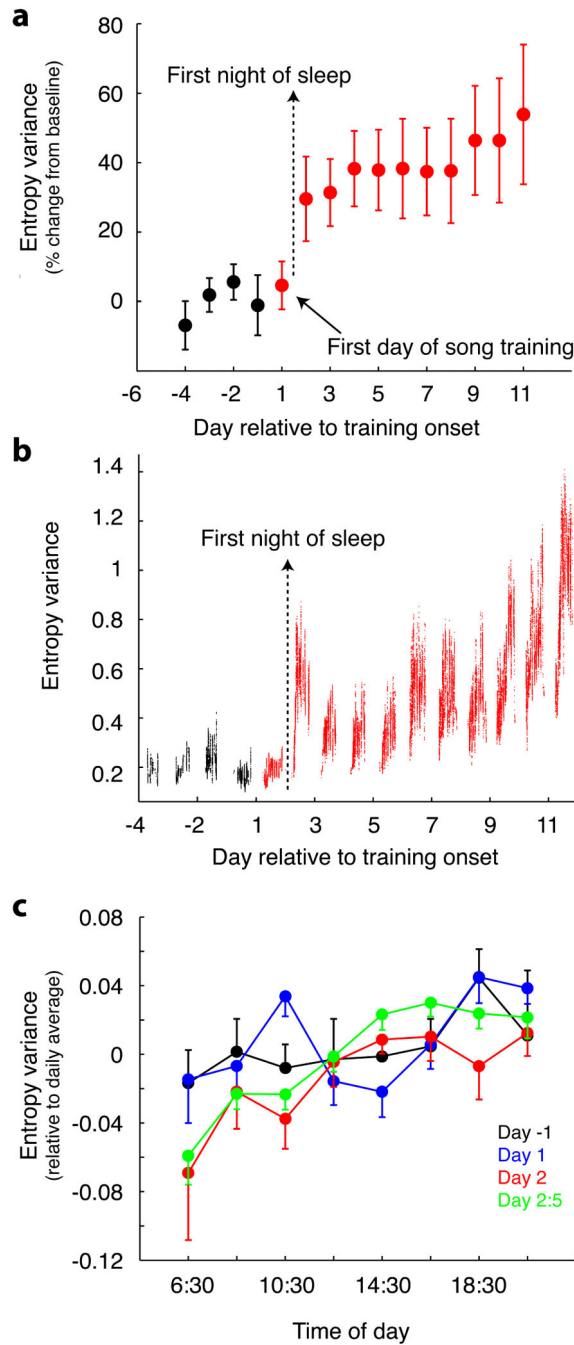 a
80
60
40
20
0
Entropy variance
(% change from baseline)
First night of sleep
First day of song training
-6 -4 -2 1 3 5 7 9 11
Day relative to training onset
b
1.4
1.2
1
0.8
0.6
0.4
0.2
Entropy variance
First night of sleep
-4 -2 1 3 5 7 9 11
Day relative to training onset
c
0.08
0.04
0
-0.04
-0.08
-0.12
Entropy variance
(relative to daily average)
Day -1
Day 1
Day 2
Day 2:5
6:30 10:30 14:30 18:30
Time of day